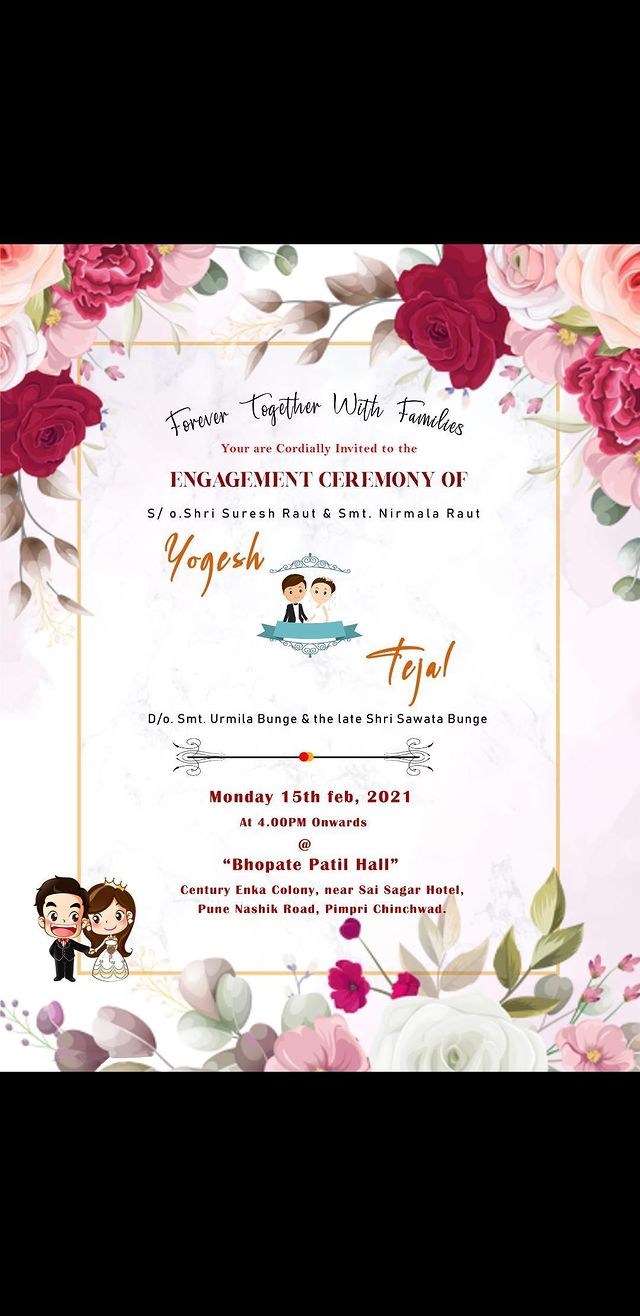 Forever Together With Families
Your are Cordially Invited to the
ENGAGEMENT CEREMONY OF
S/ o.Shri Suresh Raut & Smt. Nirmala Raut
Yogesh
Tejal
D/o. Smt. Urmila Bunge & the late Shri Sawata Bunge
Monday 15th feb, 2021
At 4.00PM Onwards
@
“Bhopate Patil Hall”
Century Enka Colony, near Sai Sagar Hotel,
Pune Nashik Road, Pimpri Chinchwad.